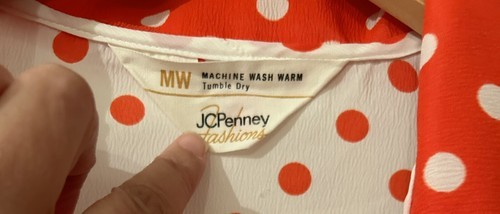 MW MACHINE WASH WARM
Tumble Dry
JCPenney
fashions